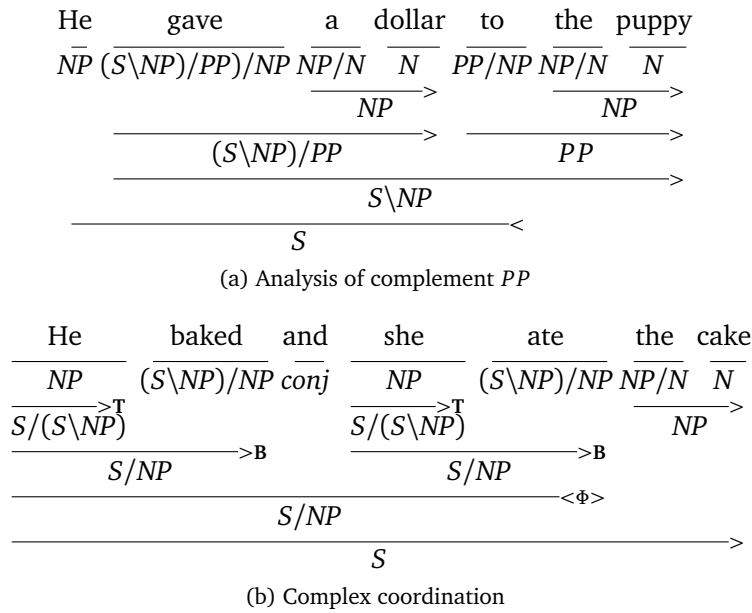 He gave a dollar to the puppy
NP (S\NP)/PP)/NP NP/N N PP/NP NP/N N
> >
NP NP
> >
(S\NP)/PP PP
>
S\NP
<
S
(a) Analysis of complement PP
He baked and she ate the cake
NP (S\NP)/NP conj NP (S\NP)/NP NP/N N
>T >T >
S/(S\NP) S/(S\NP) NP
>B >B
S/NP S/NP
<Φ>
S/NP
>
S
(b) Complex coordination